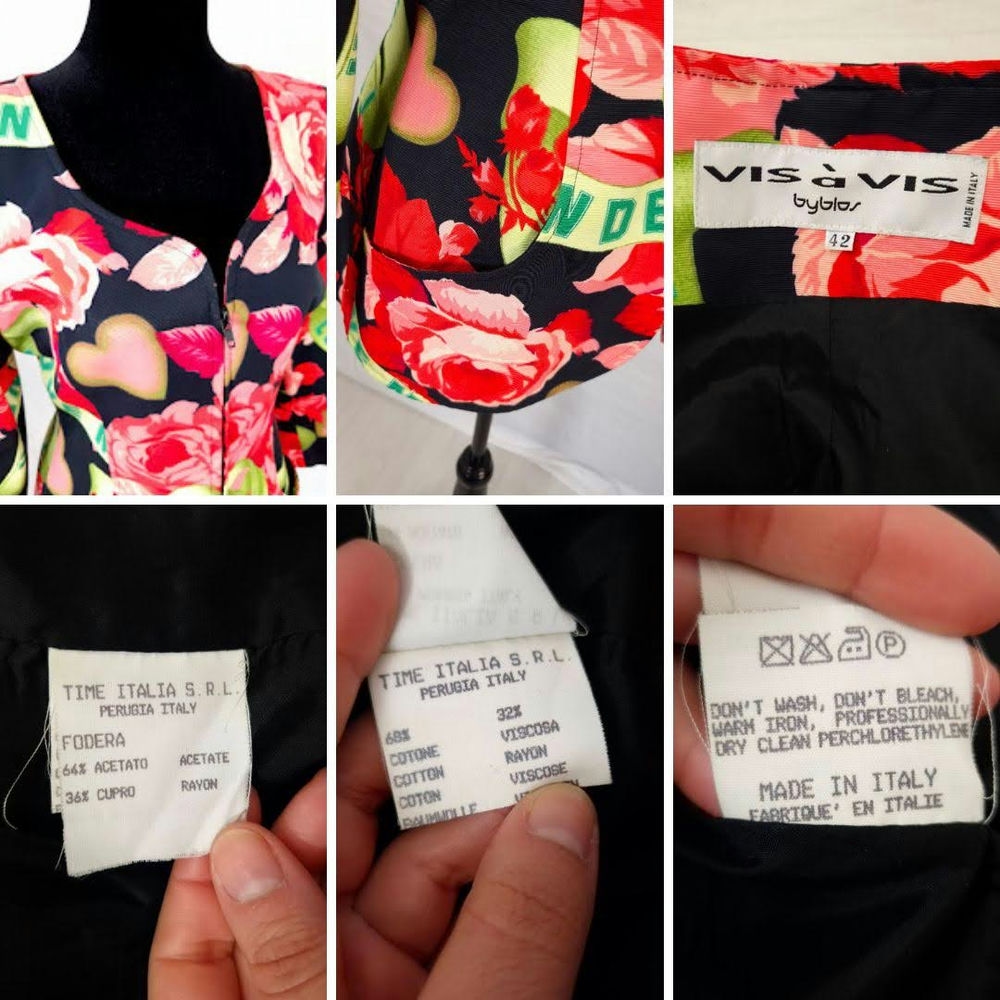 N
N DE
VIS à VIS
byblos
MADE IN ITALY
42
TIME ITALIA S.R.L.
PERUGIA ITALY
FODERA
64% ACETATO ACETATE
36% CUPRO RAYON
TIME ITALIA S.R.L.
PERUGIA ITALY
68% 32%
COTONE VISCOSA
COTTON RAYON
COTON VISCOSE
BAUMWOLLE
P
DON'T WASH, DON'T BLEACH,
WARM IRON, PROFESSIONALLY
DRY CLEAN PERCHLORETHYLENE
MADE IN ITALY
FABRIQUE' EN ITALIE